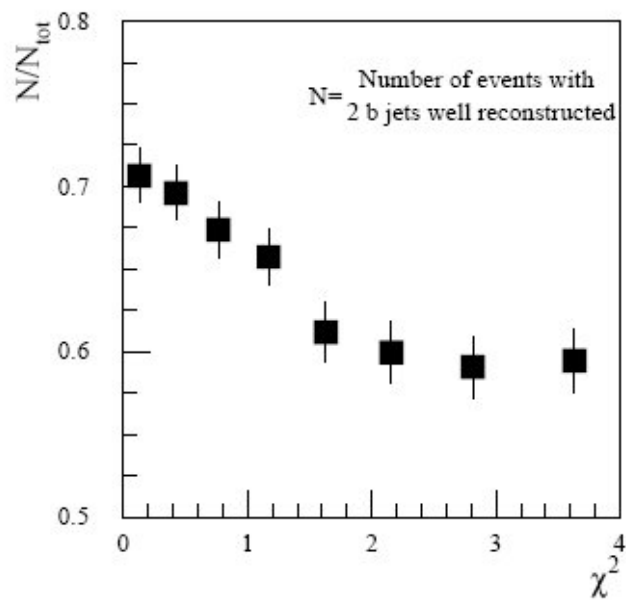 0.8
N/N_tot
Number of events with
N=
2 b jets well reconstructed
0.7
0.6
0.5
0 1 2 3 4
χ²